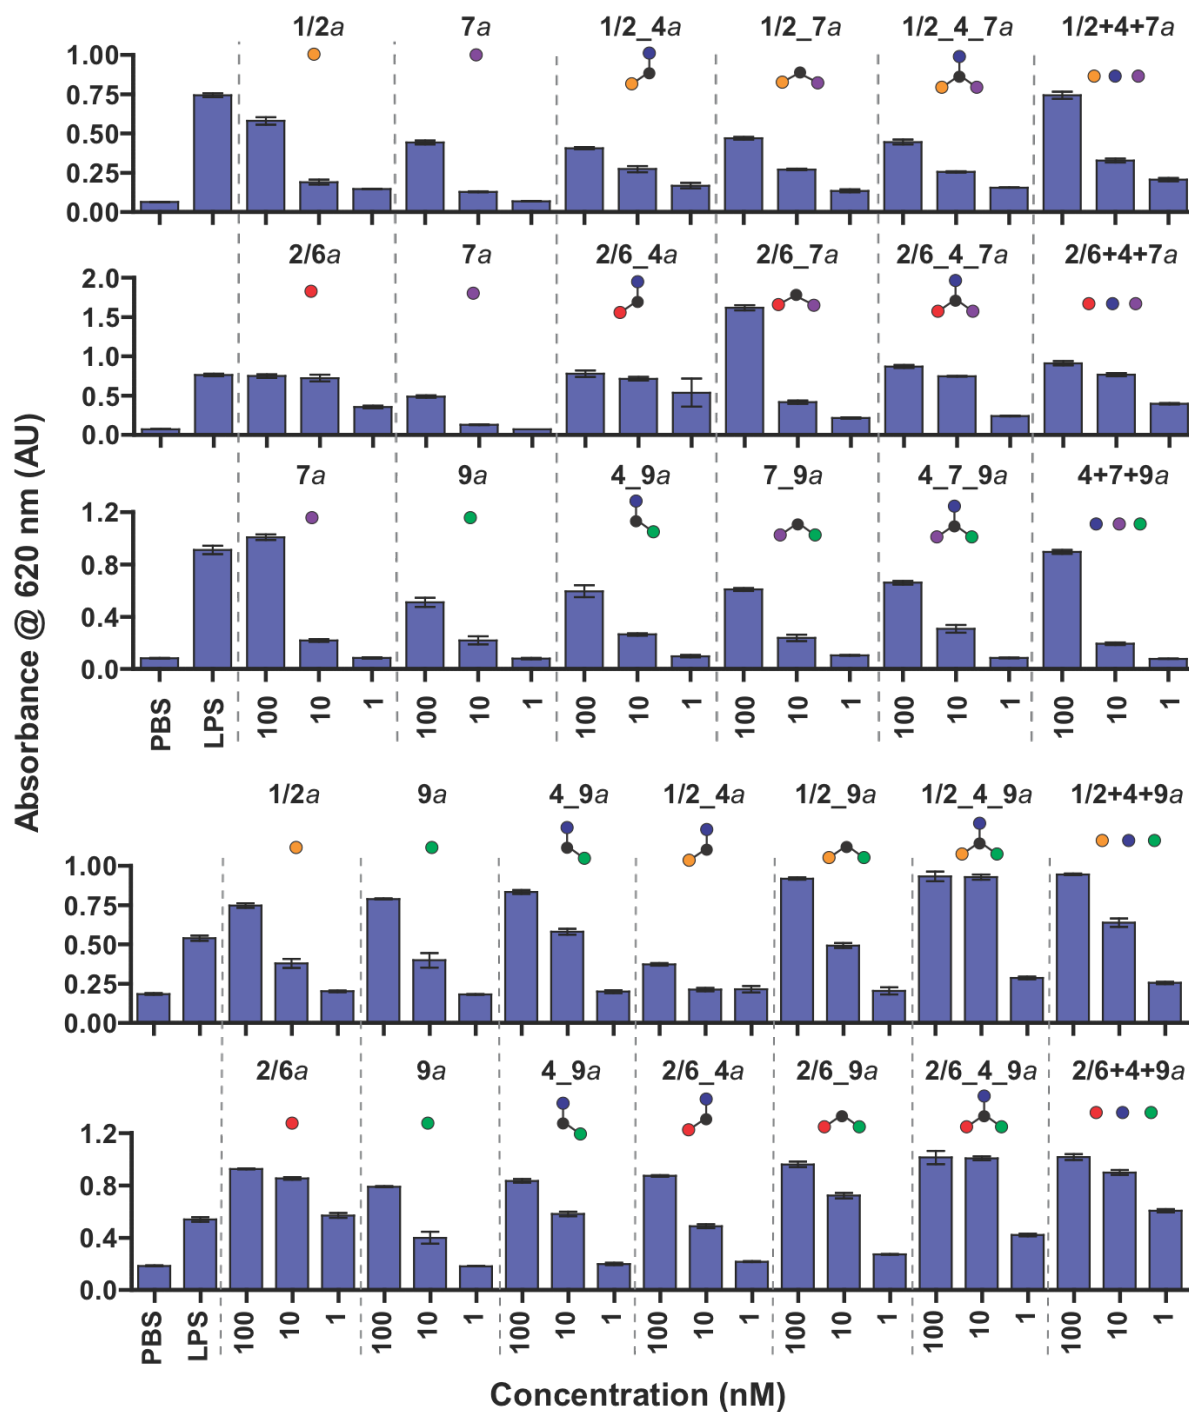 Absorbance @ 620 nm (AU)
1/2a 7a 1/2_4a 1/2_7a 1/2_4_7a 1/2+4+7a
1.00
0.75
0.50
0.25
0.00
2/6a 7a 2/6_4a 2/6_7a 2/6_4_7a 2/6+4+7a
2.0
1.5
1.0
0.5
0.0
7a 9a 4_9a 7_9a 4_7_9a 4+7+9a
1.2
0.8
0.4
0.0
PBS LPS 100 10 1 100 10 1 100 10 1 100 10 1 100 10 1 100 10 1
1/2a 9a 4_9a 1/2_4a 1/2_9a 1/2_4_9a 1/2+4+9a
1.00
0.75
0.50
0.25
0.00
2/6a 9a 4_9a 2/6_4a 2/6_9a 2/6_4_9a 2/6+4+9a
1.2
0.8
0.4
0.0
PBS LPS 100 10 1 100 10 1 100 10 1 100 10 1 100 10 1 100 10 1 100 10 1
Concentration (nM)